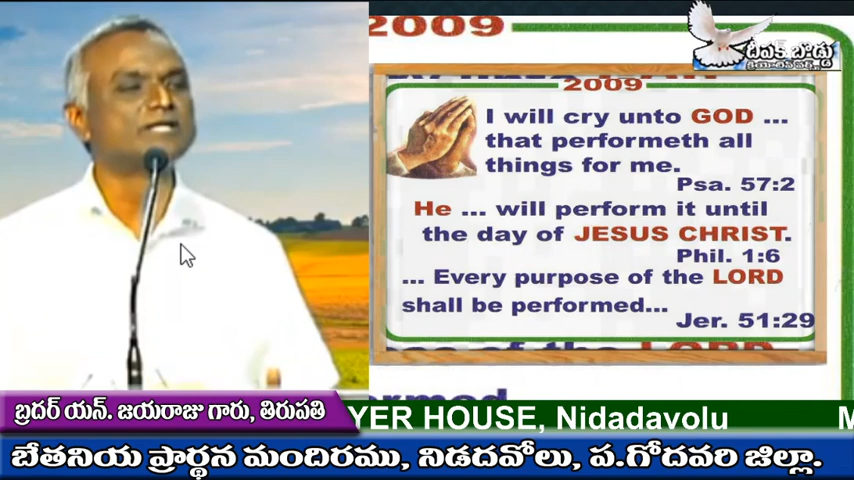 2009
దీపక్ బొడ్డు
క్రియేటివ్ వర్క్స్
2009
I will cry unto GOD ...
that performeth all
things for me.
Psa. 57:2
He ... will perform it until
the day of JESUS CHRIST.
Phil. 1:6
... Every purpose of the LORD
shall be performed...
Jer. 51:29
బ్రదర్ యన్. జయరాజు గారు, తిరుపతి
YER HOUSE, Nidadavolu
M
బేతనియ ప్రార్థన మందిరము, నిడదవోలు, ప.గోదవరి జిల్లా.